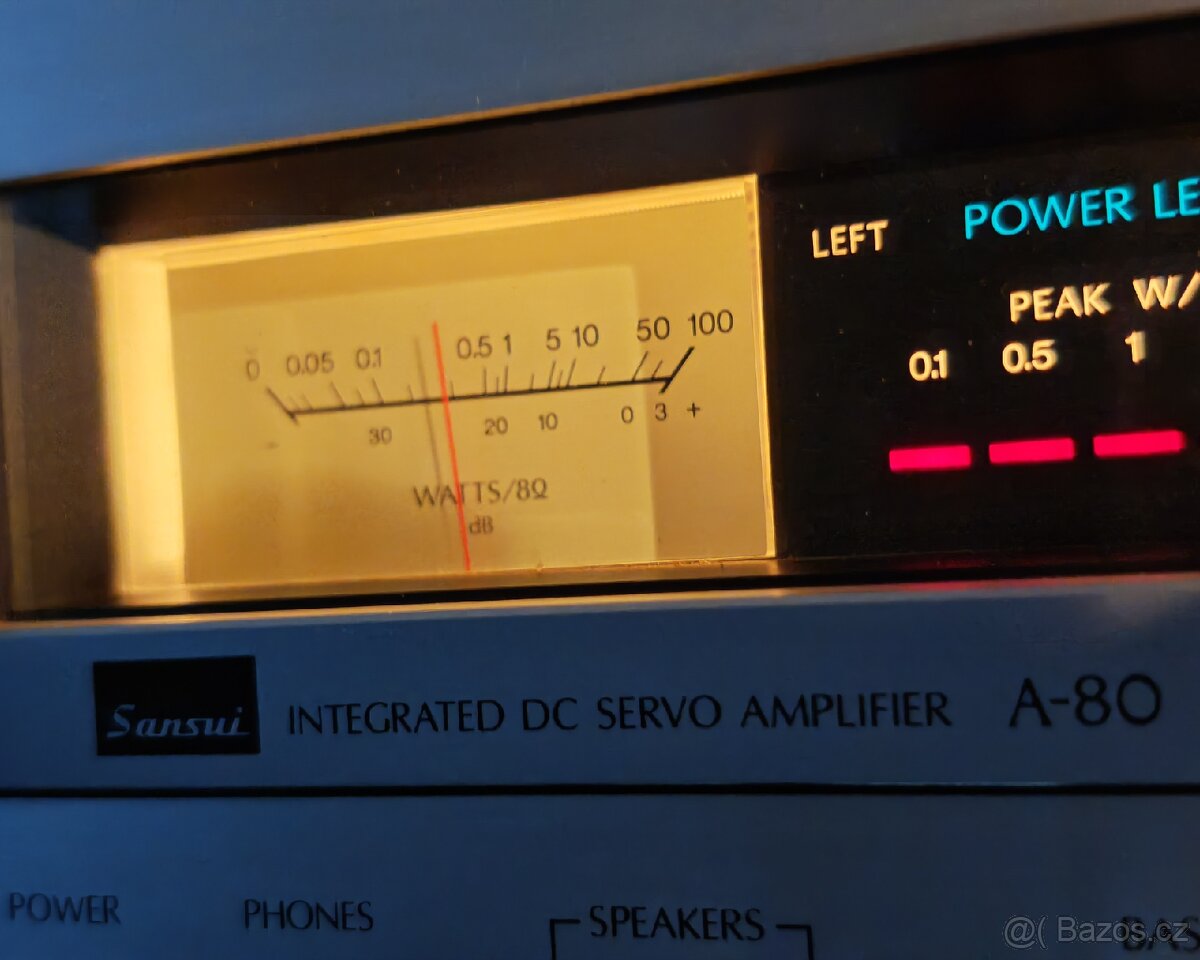 LEFT
POWER LE
PEAK W/
0.1 0.5 1
0 0.05 0.1 0.5 1 5 10 50 100
- 30 20 10 0 3 +
WATTS/8Ω
dB
Sansui INTEGRATED DC SERVO AMPLIFIER A-80
POWER PHONES SPEAKERS BAS
@( Bazos.cz